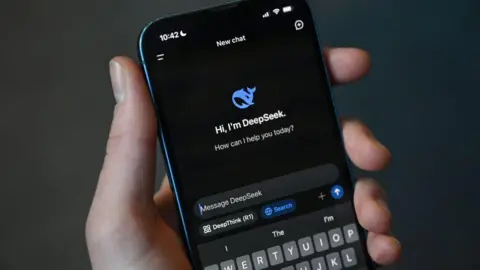 10:42
New chat
Hi, I'm DeepSeek.
How can I help you today?
Message DeepSeek
DeepThink (R1) Search
I The I'm
W E R T Y U I O P
J K L